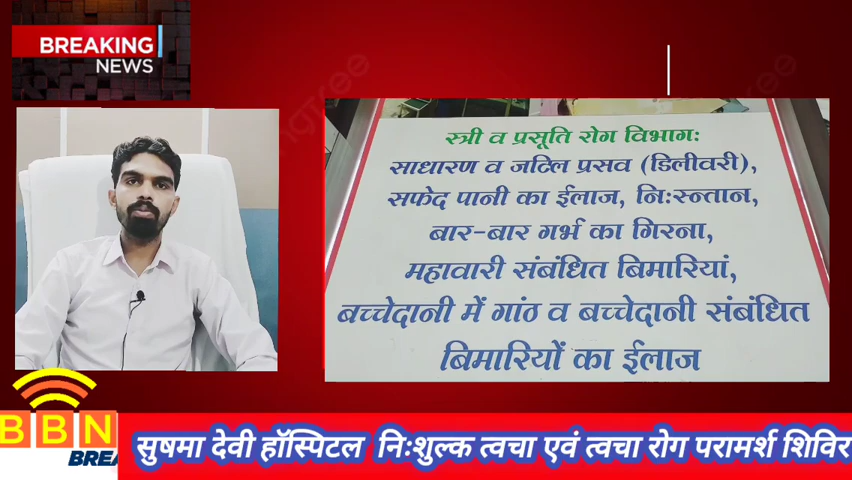 BREAKING
NEWS
स्त्री व प्रसूति रोग विभागः
साधारण व जटिल प्रसव (डिलीवरी),
सफेद पानी का ईलाज, निःस्न्तान,
बार-बार गर्भ का गिरना,
महावारी संबंधित बिमारियां,
बच्चेदानी में गांठ व बच्चेदानी संबंधित
बिमारियों का ईलाज
BBN
BREA
सुषमा देवी हॉस्पिटल निःशुल्क त्वचा एवं त्वचा रोग परामर्श शिविर